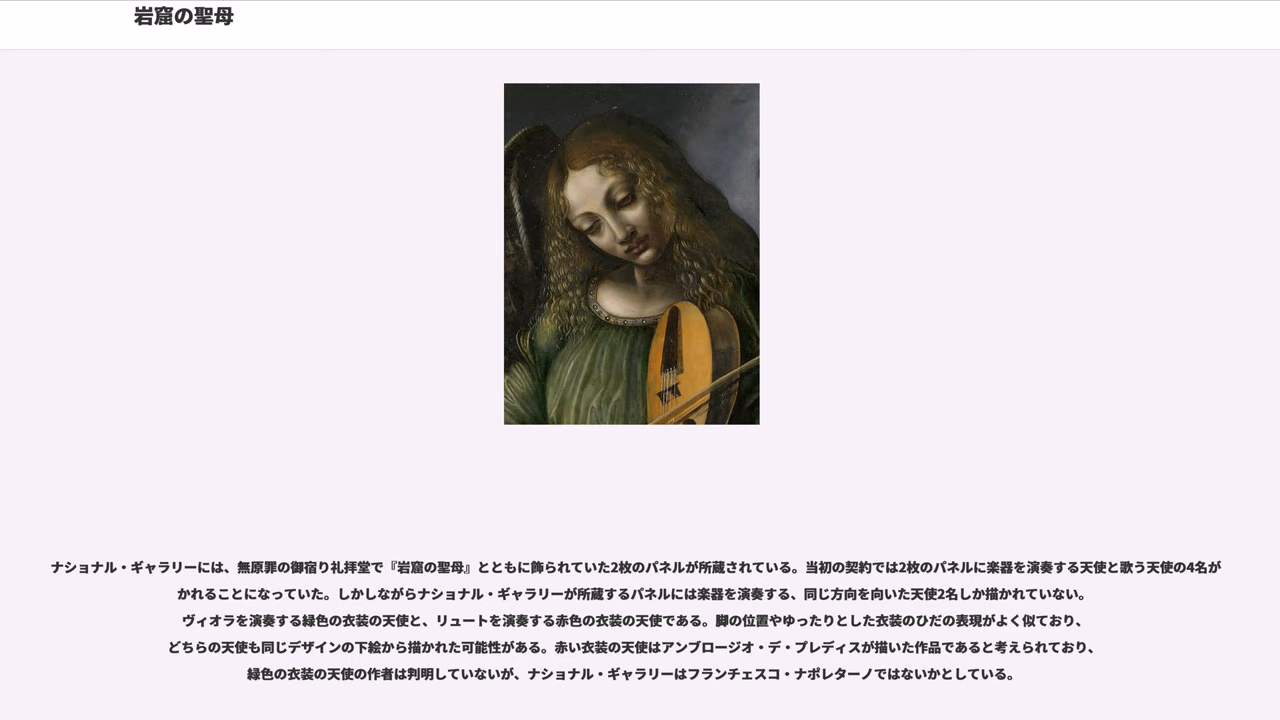 岩窟の聖母
ナショナル・ギャラリーには、無原罪の御宿り礼拝堂で『岩窟の聖母』とともに飾られていた2枚のパネルが所蔵されている。当初の契約では2枚のパネルに楽器を演奏する天使と歌う天使の4名が
かれることになっていた。しかしながらナショナル・ギャラリーが所蔵するパネルには楽器を演奏する、同じ方向を向いた天使2名しか描かれていない。
ヴィオラを演奏する緑色の衣装の天使と、リュートを演奏する赤色の衣装の天使である。脚の位置やゆったりとした衣装のひだの表現がよく似ており、
どちらの天使も同じデザインの下絵から描かれた可能性がある。赤い衣装の天使はアンブロージオ・デ・プレディスが描いた作品であると考えられており、
緑色の衣装の天使の作者は判明していないが、ナショナル・ギャラリーはフランチェスコ・ナポレターノではないかとしている。